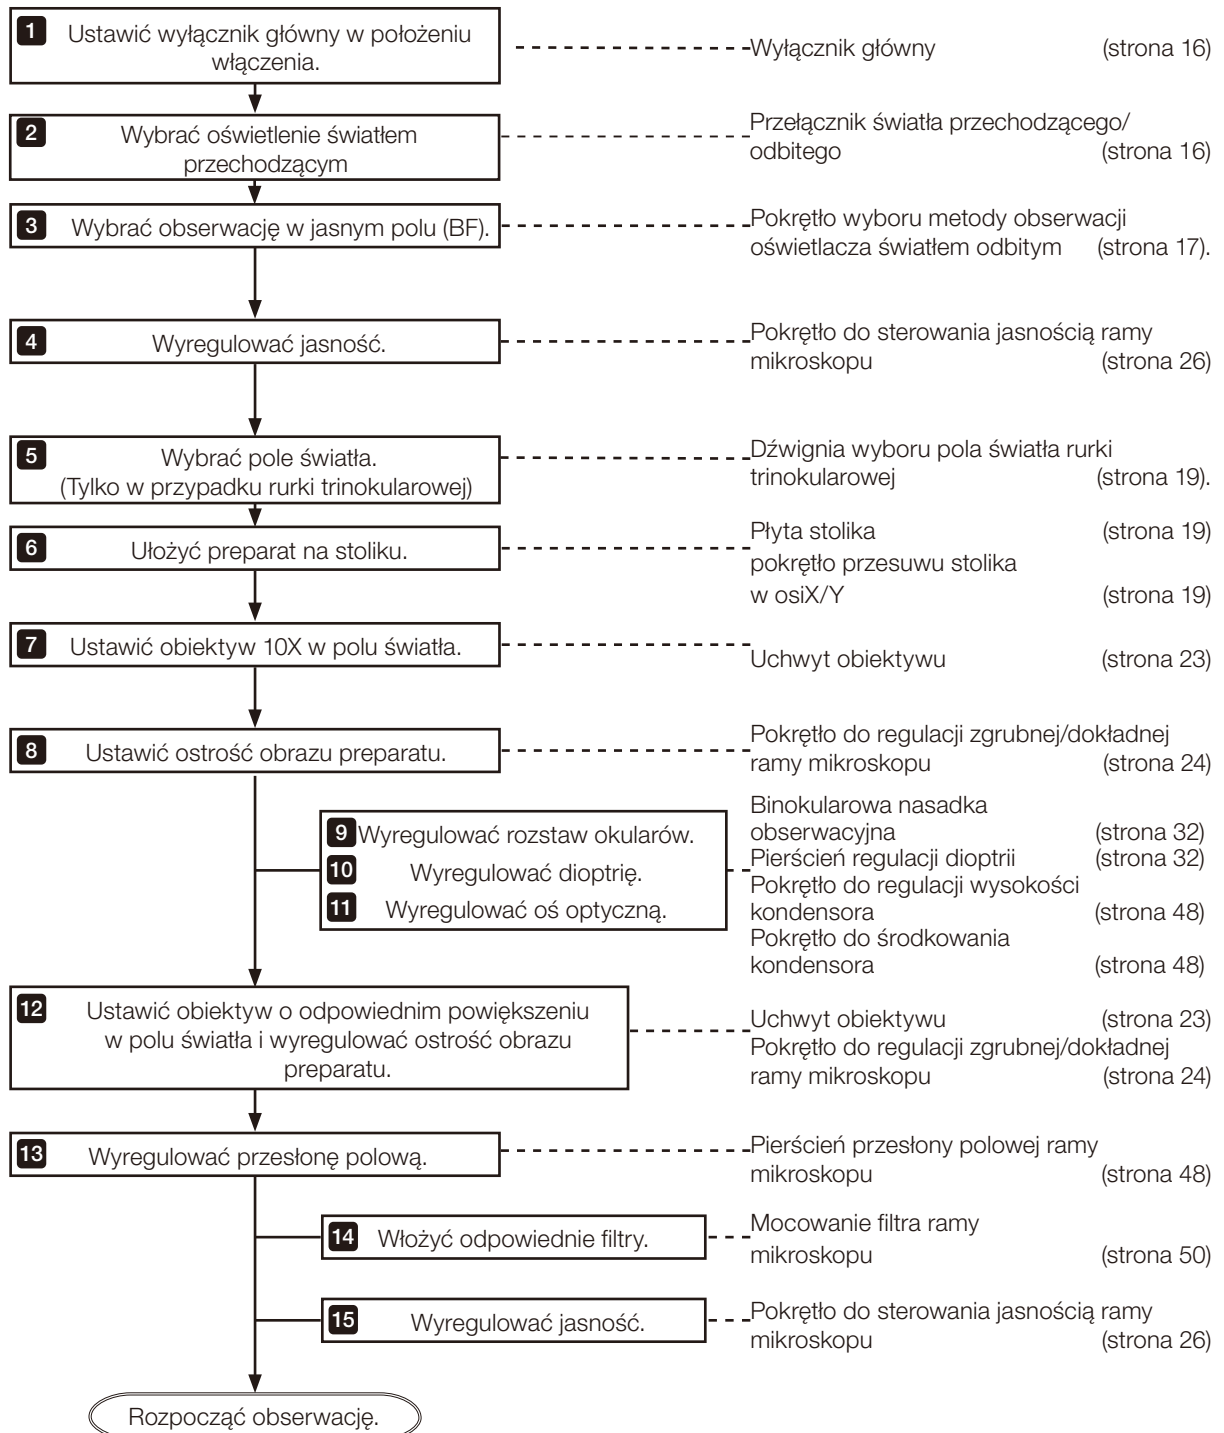 1 Ustawić wyłącznik główny w położeniu
włączenia.
Wyłącznik główny (strona 16)
2 Wybrać oświetlenie światłem
przechodzącym
Przełącznik światła przechodzącego/
odbitego (strona 16)
3 Wybrać obserwację w jasnym polu (BF).
Pokrętło wyboru metody obserwacji
oświetlacza światłem odbitym (strona 17).
4 Wyregulować jasność.
Pokrętło do sterowania jasnością ramy
mikroskopu (strona 26)
5 Wybrać pole światła.
(Tylko w przypadku rurki trinokularowej)
Dźwignia wyboru pola światła rurki
trinokularowej (strona 19).
6 Ułożyć preparat na stoliku.
Płyta stolika (strona 19)
pokrętło przesuwu stolika
w osiX/Y (strona 19)
7 Ustawić obiektyw 10X w polu światła.
Uchwyt obiektywu (strona 23)
8 Ustawić ostrość obrazu preparatu.
Pokrętło do regulacji zgrubnej/dokładnej
ramy mikroskopu (strona 24)
9 Wyregulować rozstaw okularów.
10 Wyregulować dioptrię.
11 Wyregulować oś optyczną.
Binokularowa nasadka
obserwacyjna (strona 32)
Pierścień regulacji dioptrii (strona 32)
Pokrętło do regulacji wysokości
kondensora (strona 48)
Pokrętło do środkowania
kondensora (strona 48)
12 Ustawić obiektyw o odpowiednim powiększeniu
w polu światła i wyregulować ostrość obrazu
preparatu.
Uchwyt obiektywu (strona 23)
Pokrętło do regulacji zgrubnej/dokładnej
ramy mikroskopu (strona 24)
13 Wyregulować przesłonę polową.
Pierścień przesłony polowej ramy
mikroskopu (strona 48)
14 Włożyć odpowiednie filtry.
Mocowanie filtra ramy
mikroskopu (strona 50)
15 Wyregulować jasność.
Pokrętło do sterowania jasnością ramy
mikroskopu (strona 26)
Rozpocząć obserwację.